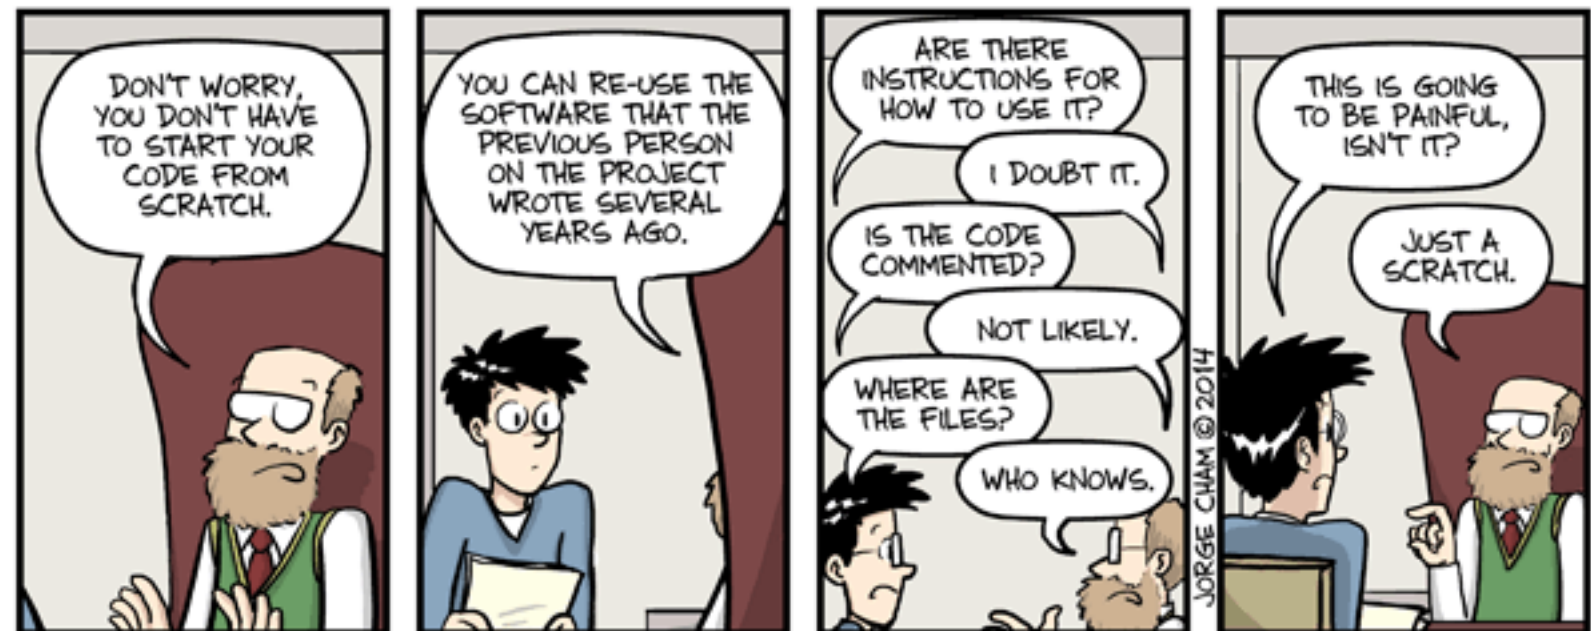 DON'T WORRY,
YOU DON'T HAVE
TO START YOUR
CODE FROM
SCRATCH.
YOU CAN RE-USE THE
SOFTWARE THAT THE
PREVIOUS PERSON
ON THE PROJECT
WROTE SEVERAL
YEARS AGO.
ARE THERE
INSTRUCTIONS FOR
HOW TO USE IT?
I DOUBT IT.
IS THE CODE
COMMENTED?
NOT LIKELY.
WHERE ARE
THE FILES?
WHO KNOWS.
JORGE CHAM © 2014
THIS IS GOING
TO BE PAINFUL,
ISN'T IT?
JUST A
SCRATCH.